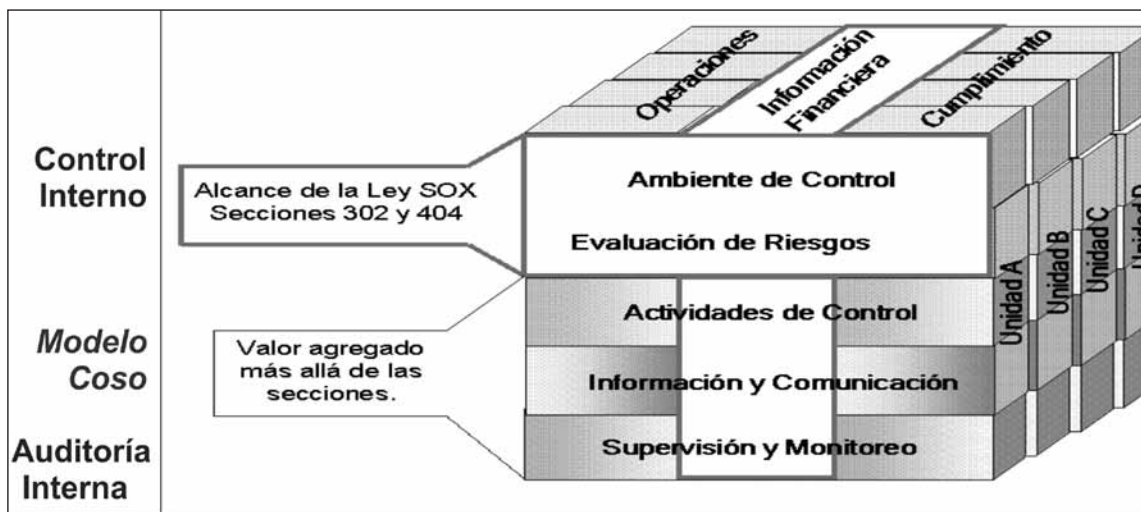 Control
Interno
Modelo
Coso
Auditoría
Interna
Alcance de la Ley SOX
Secciones 302 y 404
Valor agregado
más allá de las
secciones.
Operaciones
Información
Financiera
Cumplimiento
Ambiente de Control
Evaluación de Riesgos
Actividades de Control
Información y Comunicación
Supervisión y Monitoreo
Unidad A
Unidad B
Unidad C
Unidad D